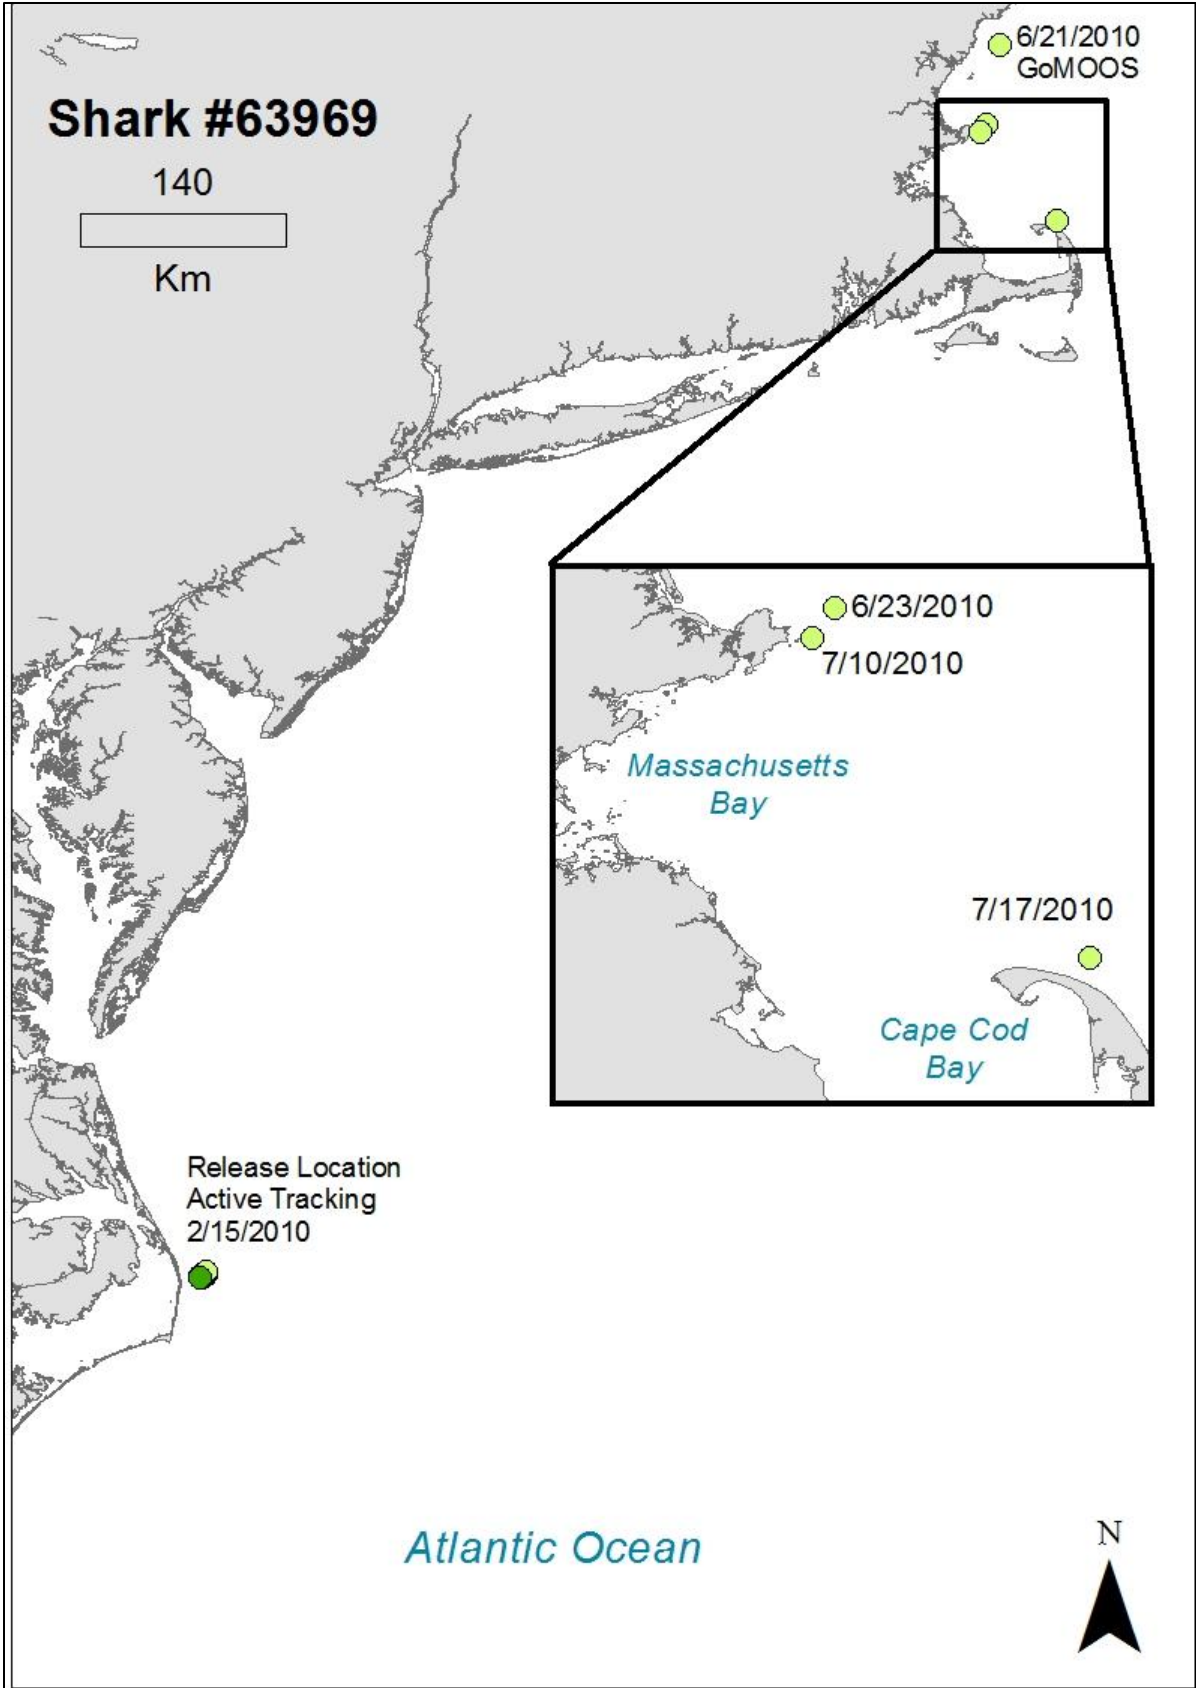 6/21/2010
GoMOOS
Shark #63969
140
Km
6/23/2010
7/10/2010
Massachusetts
Bay
7/17/2010
Cape Cod
Bay
Release Location
Active Tracking
2/15/2010
Atlantic Ocean
N